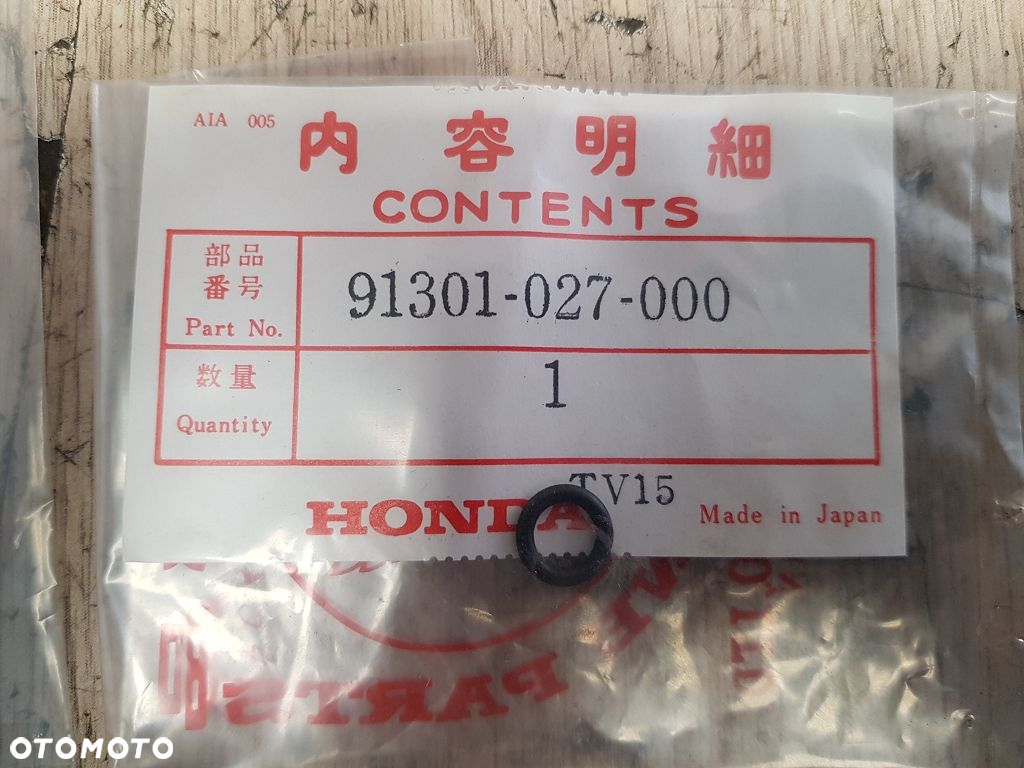 AIA 005
内容明細
CONTENTS
部品
番号
Part No.
91301-027-000
数量
Quantity
1
TV15
HONDA
Made in Japan
PARTS
OTOMOTO